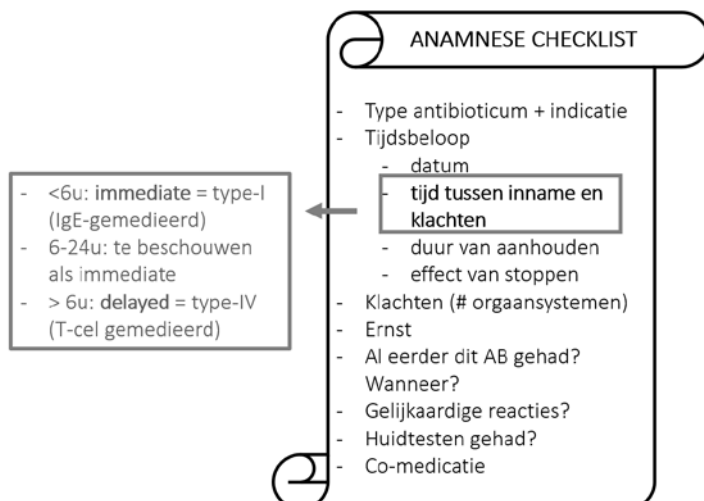 ANAMNESE CHECKLIST
- Type antibioticum + indicatie
- Tijdsbeloop
- datum
- tijd tussen inname en
klachten
- duur van aanhouden
- effect van stoppen
- Klachten (# orgaansystemen)
- Ernst
- Al eerder dit AB gehad?
Wanneer?
- Gelijkaardige reacties?
- Huidtesten gehad?
- Co-medicatie
- <6u: immediate = type-I
(IgE-gemedieerd)
- 6-24u: te beschouwen
als immediate
- > 6u: delayed = type-IV
(T-cel gemedieerd)